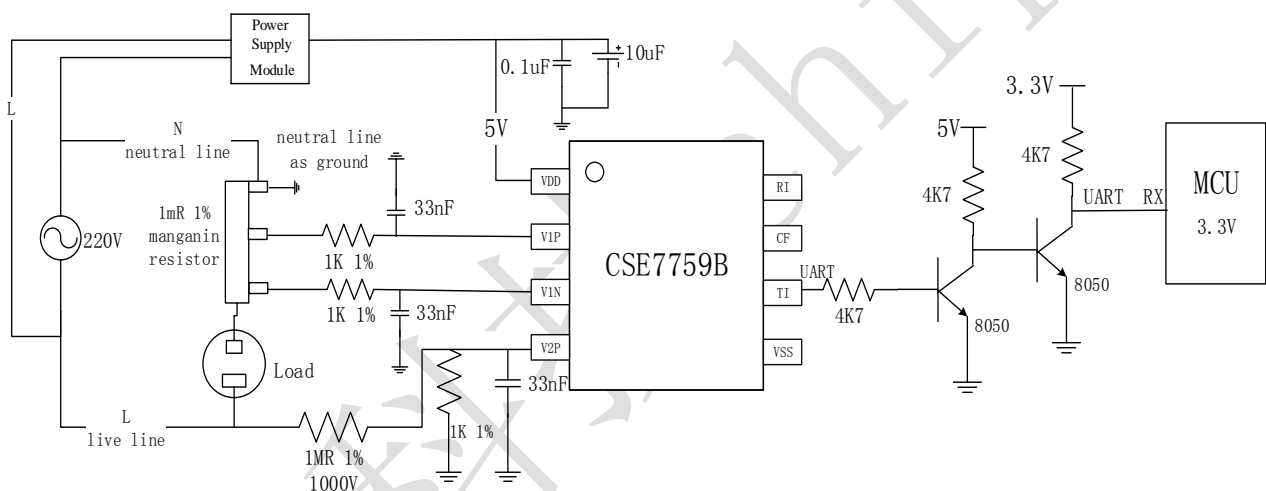 Power
Supply
Module
L
N
neutral line
neutral line
as ground
0.1uF
+
10uF
-
5V
220V
1mR 1%
manganin
resistor
33nF
1K 1%
1K 1%
33nF
Load
L
live line
1MR 1%
1000V
1K 1%
33nF
VDD
V1P
V1N
V2P
CSE7759B
RI
CF
TI
VSS
UART
4K7
5V
4K7
8050
3.3V
4K7
8050
UART RX
MCU
3.3V